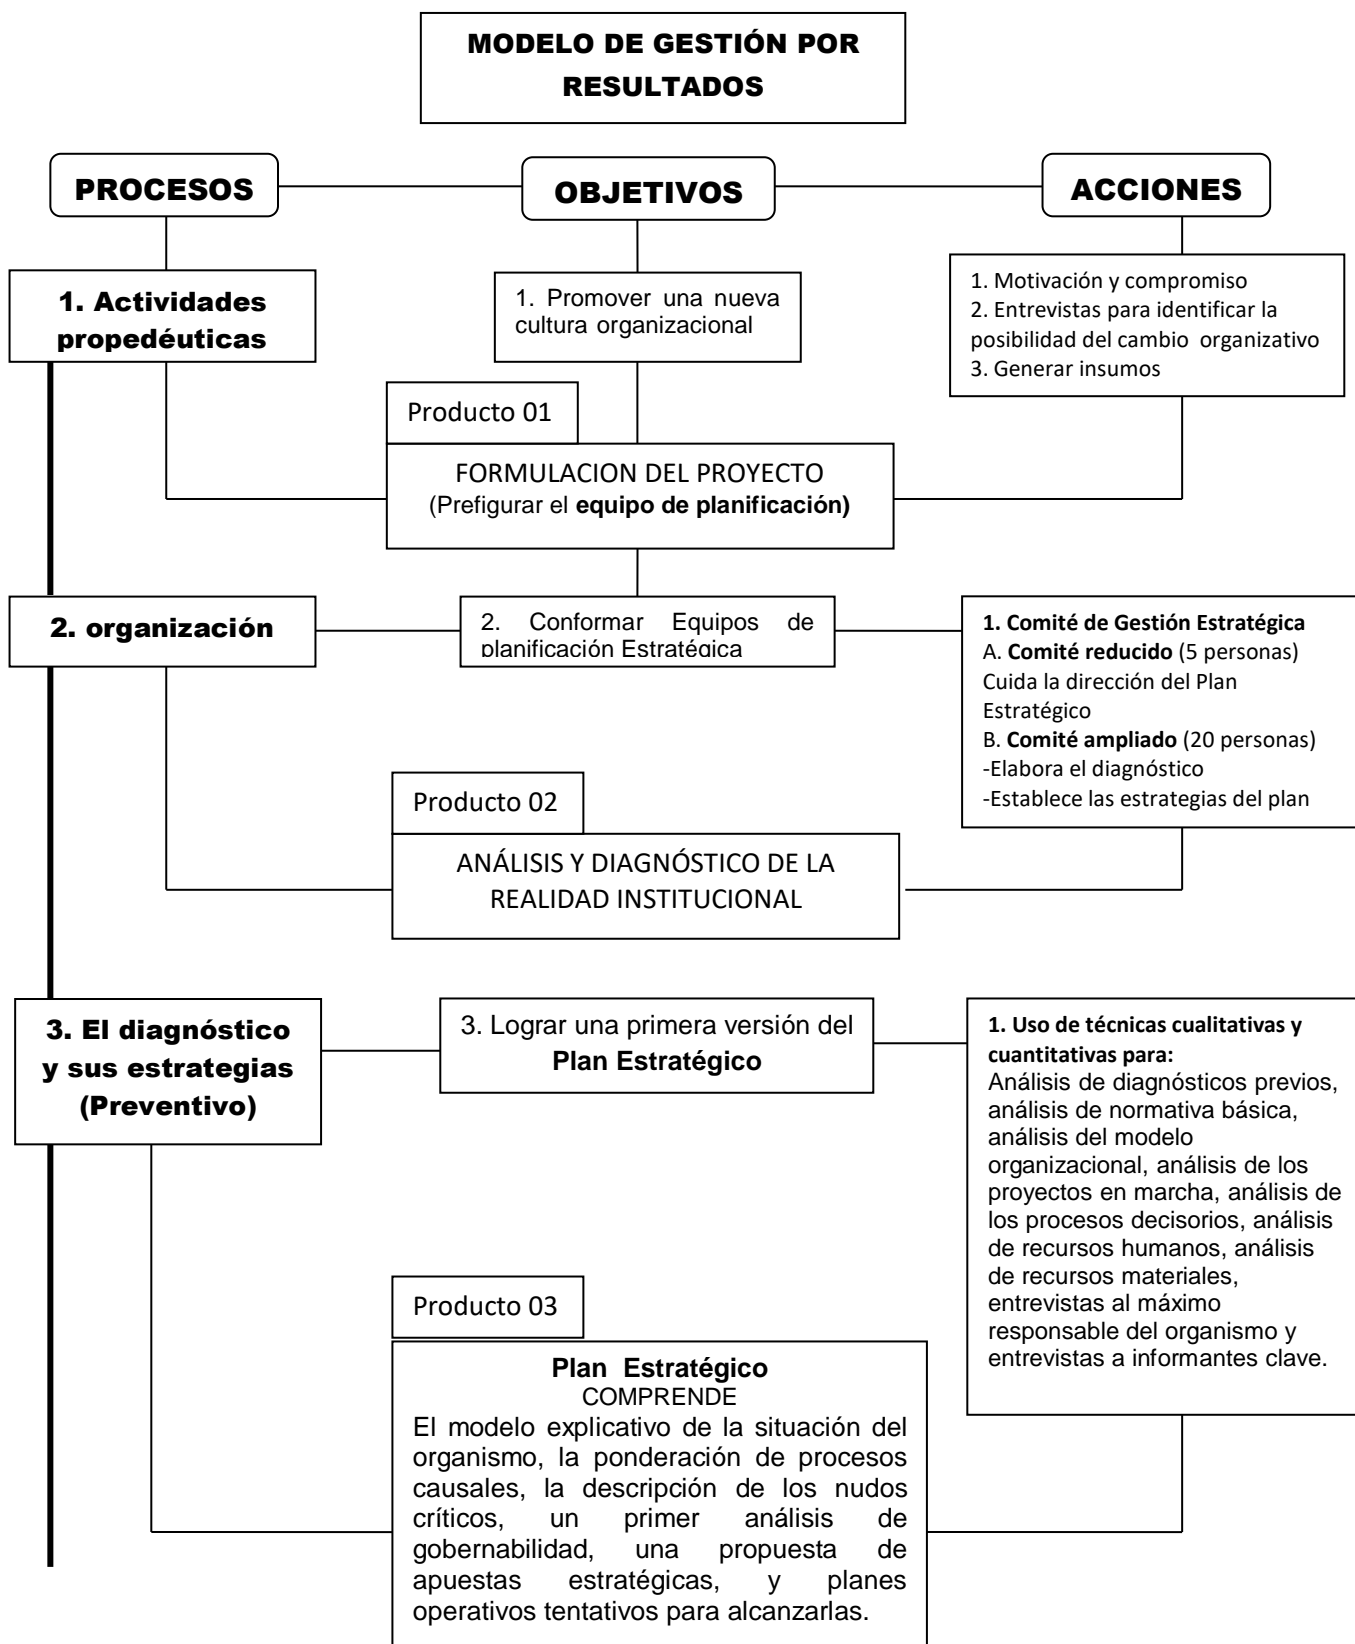 MODELO DE GESTIÓN POR
RESULTADOS
PROCESOS
OBJETIVOS
ACCIONES
1. Actividades
propedéuticas
1. Promover una nueva
cultura organizacional
1. Motivación y compromiso
2. Entrevistas para identificar la
posibilidad del cambio organizativo
3. Generar insumos
Producto 01
FORMULACION DEL PROYECTO
(Prefigurar el equipo de planificación)
2. organización
2. Conformar Equipos de
planificación Estratégica
1. Comité de Gestión Estratégica
A. Comité reducido (5 personas)
Cuida la dirección del Plan
Estratégico
B. Comité ampliado (20 personas)
-Elabora el diagnóstico
-Establece las estrategias del plan
Producto 02
ANÁLISIS Y DIAGNÓSTICO DE LA
REALIDAD INSTITUCIONAL
3. El diagnóstico
y sus estrategias
(Preventivo)
3. Lograr una primera versión del
Plan Estratégico
1. Uso de técnicas cualitativas y
cuantitativas para:
Análisis de diagnósticos previos,
análisis de normativa básica,
análisis del modelo
organizacional, análisis de los
proyectos en marcha, análisis de
los procesos decisorios, análisis
de recursos humanos, análisis
de recursos materiales,
entrevistas al máximo
responsable del organismo y
entrevistas a informantes clave.
Producto 03
Plan Estratégico
COMPRENDE
El modelo explicativo de la situación del
organismo, la ponderación de procesos
causales, la descripción de los nudos
críticos, un primer análisis de
gobernabilidad, una propuesta de
apuestas estratégicas, y planes
operativos tentativos para alcanzarlas.